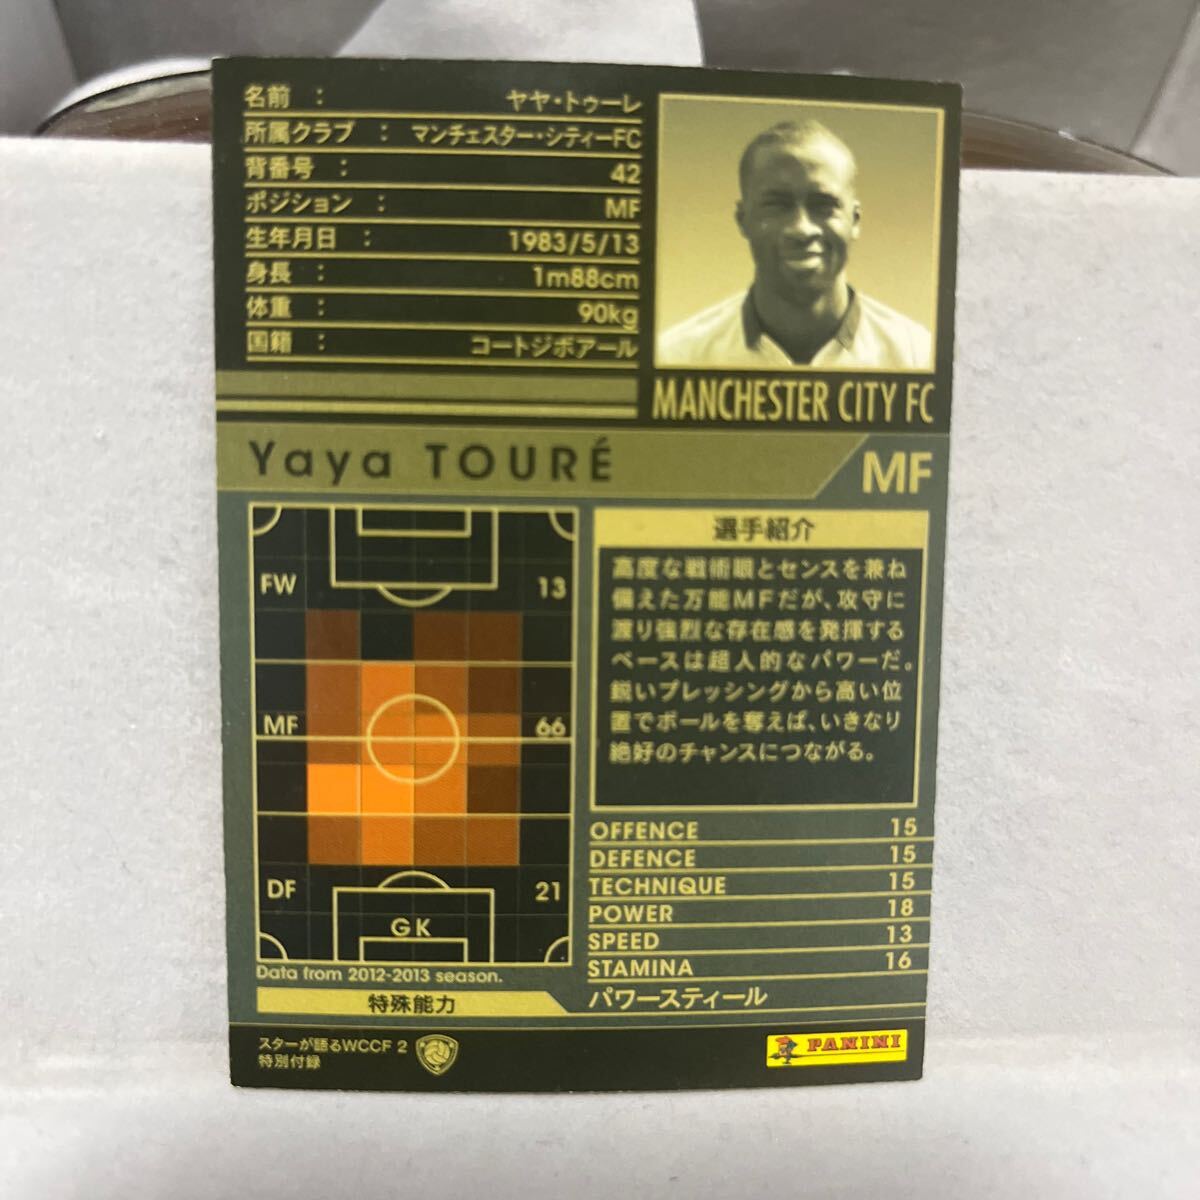 名前 : ヤヤ・トゥーレ
所属クラブ : マンチェスター・シティーFC
背番号 : 42
ポジション : MF
生年月日 : 1983/5/13
身長 : 1m88cm
体重 : 90kg
国籍 : コートジボアール
MANCHESTER CITY FC
Yaya TOURÉ
MF
FW 13
MF 66
DF 21
GK
Data from 2012-2013 season.
選手紹介
高度な戦術眼とセンスを兼ね
備えた万能MFだが、攻守に
渡り強烈な存在感を発揮する
ベースは超人的なパワーだ。
鋭いプレッシングから高い位
置でボールを奪えば、いきなり
絶好のチャンスにつながる。
OFFENCE 15
DEFENCE 15
TECHNIQUE 15
POWER 18
SPEED 13
STAMINA 16
特殊能力 パワースティール
スターが語るWCCF 2
特別付録
PANINI